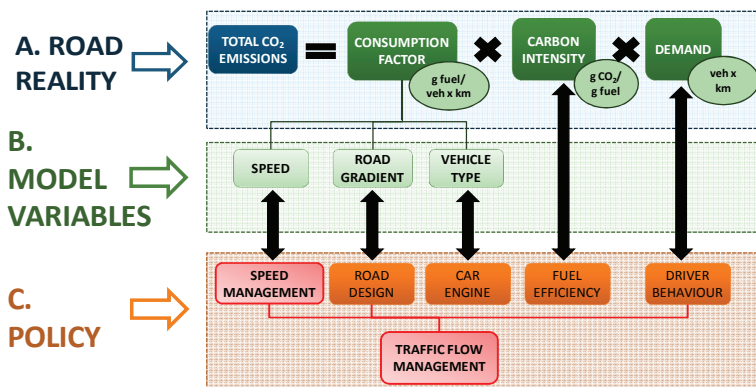 A. ROAD
REALITY
TOTAL CO₂
EMISSIONS
=
CONSUMPTION
FACTOR
g fuel/
veh x km
×
CARBON
INTENSITY
g CO₂/
g fuel
×
DEMAND
veh x
km
B.
MODEL
VARIABLES
SPEED
ROAD
GRADIENT
VEHICLE
TYPE
C.
POLICY
SPEED
MANAGEMENT
ROAD
DESIGN
CAR
ENGINE
FUEL
EFFICIENCY
DRIVER
BEHAVIOUR
TRAFFIC FLOW
MANAGEMENT